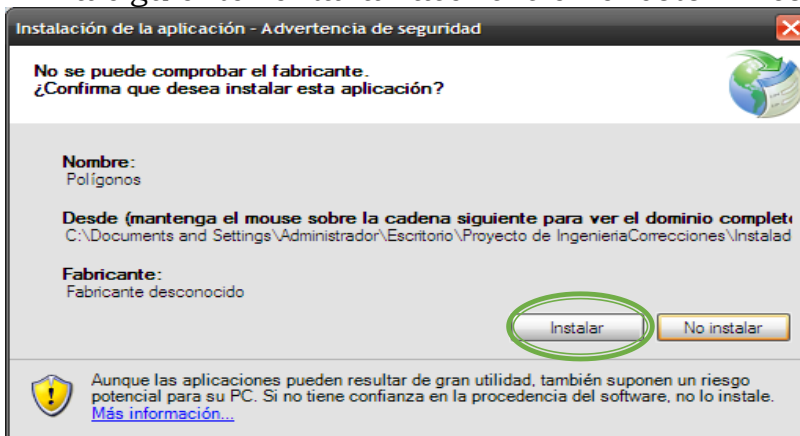 Instalación de la aplicación - Advertencia de seguridad
No se puede comprobar el fabricante.
¿Confirma que desea instalar esta aplicación?
Nombre:
Polígonos
Desde (mantenga el mouse sobre la cadena siguiente para ver el dominio
C:\Documents and Settings\Administrador\Escritorio\Proyecto de IngenieriaCorrecciones\Instalad
Fabricante:
Fabricante desconocido
Instalar
No instalar
Aunque las aplicaciones pueden resultar de gran utilidad, también suponen un riesgo
potencial para su PC. Si no tiene confianza en la procedencia del software, no lo instale.
Más información...